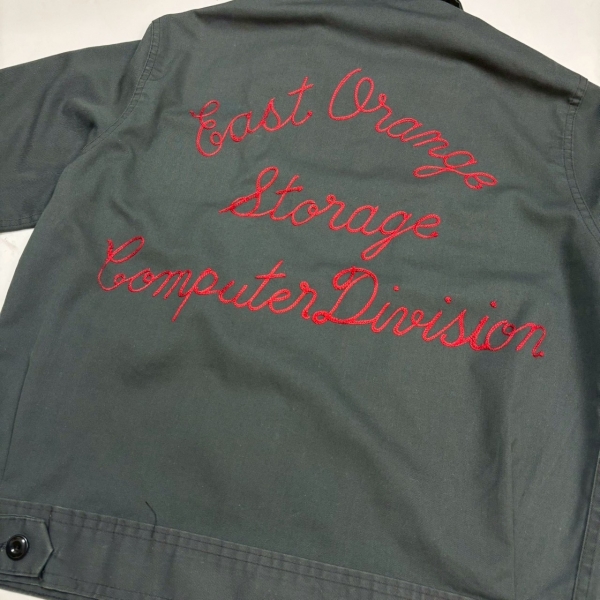 East Orange
Storage
Computer Division